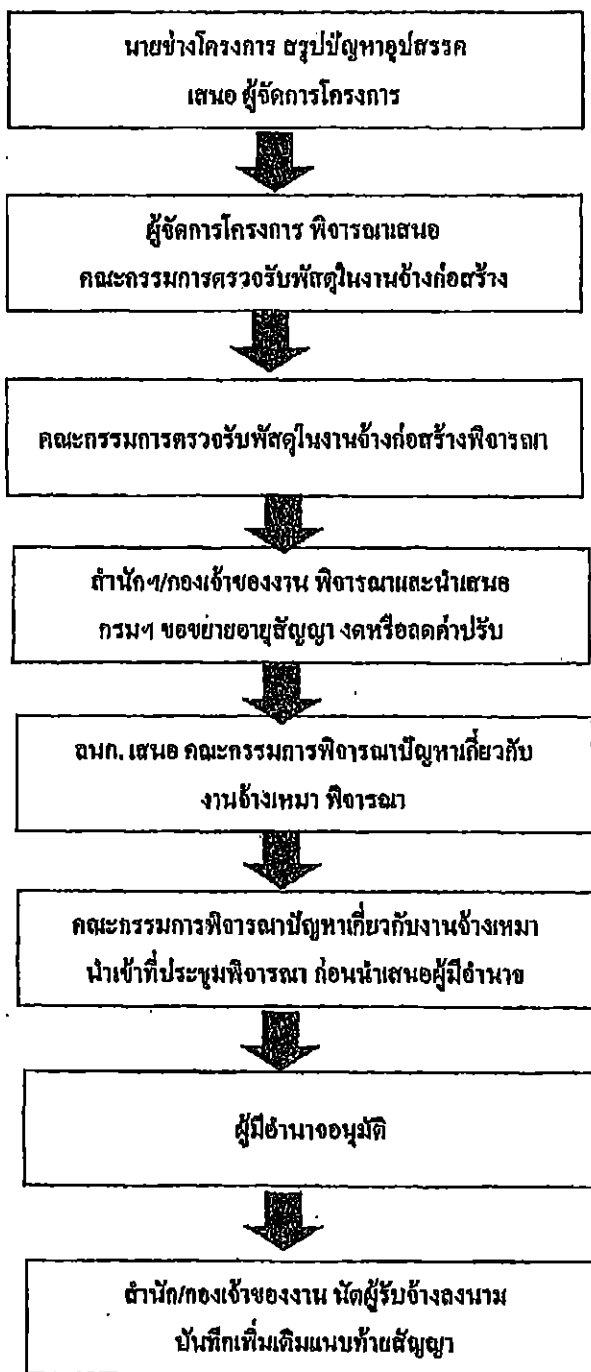 นายช่างโครงการ สรุปปัญหาอุปสรรค
เสนอ ผู้จัดการโครงการ
ผู้จัดการโครงการ พิจารณาเสนอ
คณะกรรมการตรวจรับพัสดุในงานจ้างก่อสร้าง
คณะกรรมการตรวจรับพัสดุในงานจ้างก่อสร้างพิจารณา
สำนักฯ/กองเจ้าของงาน พิจารณาและนำเสนอ
กรมฯ ขอขยายอายุสัญญา งดหรือลดค่าปรับ
ลนก. เสนอ คณะกรรมการพิจารณาปัญหาเกี่ยวกับ
งานจ้างเหมา พิจารณา
คณะกรรมการพิจารณาปัญหาเกี่ยวกับงานจ้างเหมา
นำเข้าที่ประชุมพิจารณา ก่อนนำเสนอผู้มีอำนาจ
ผู้มีอำนาจอนุมัติ
สำนัก/กองเจ้าของงาน นัดผู้รับจ้างลงนาม
บันทึกเพิ่มเติมแนบท้ายสัญญา